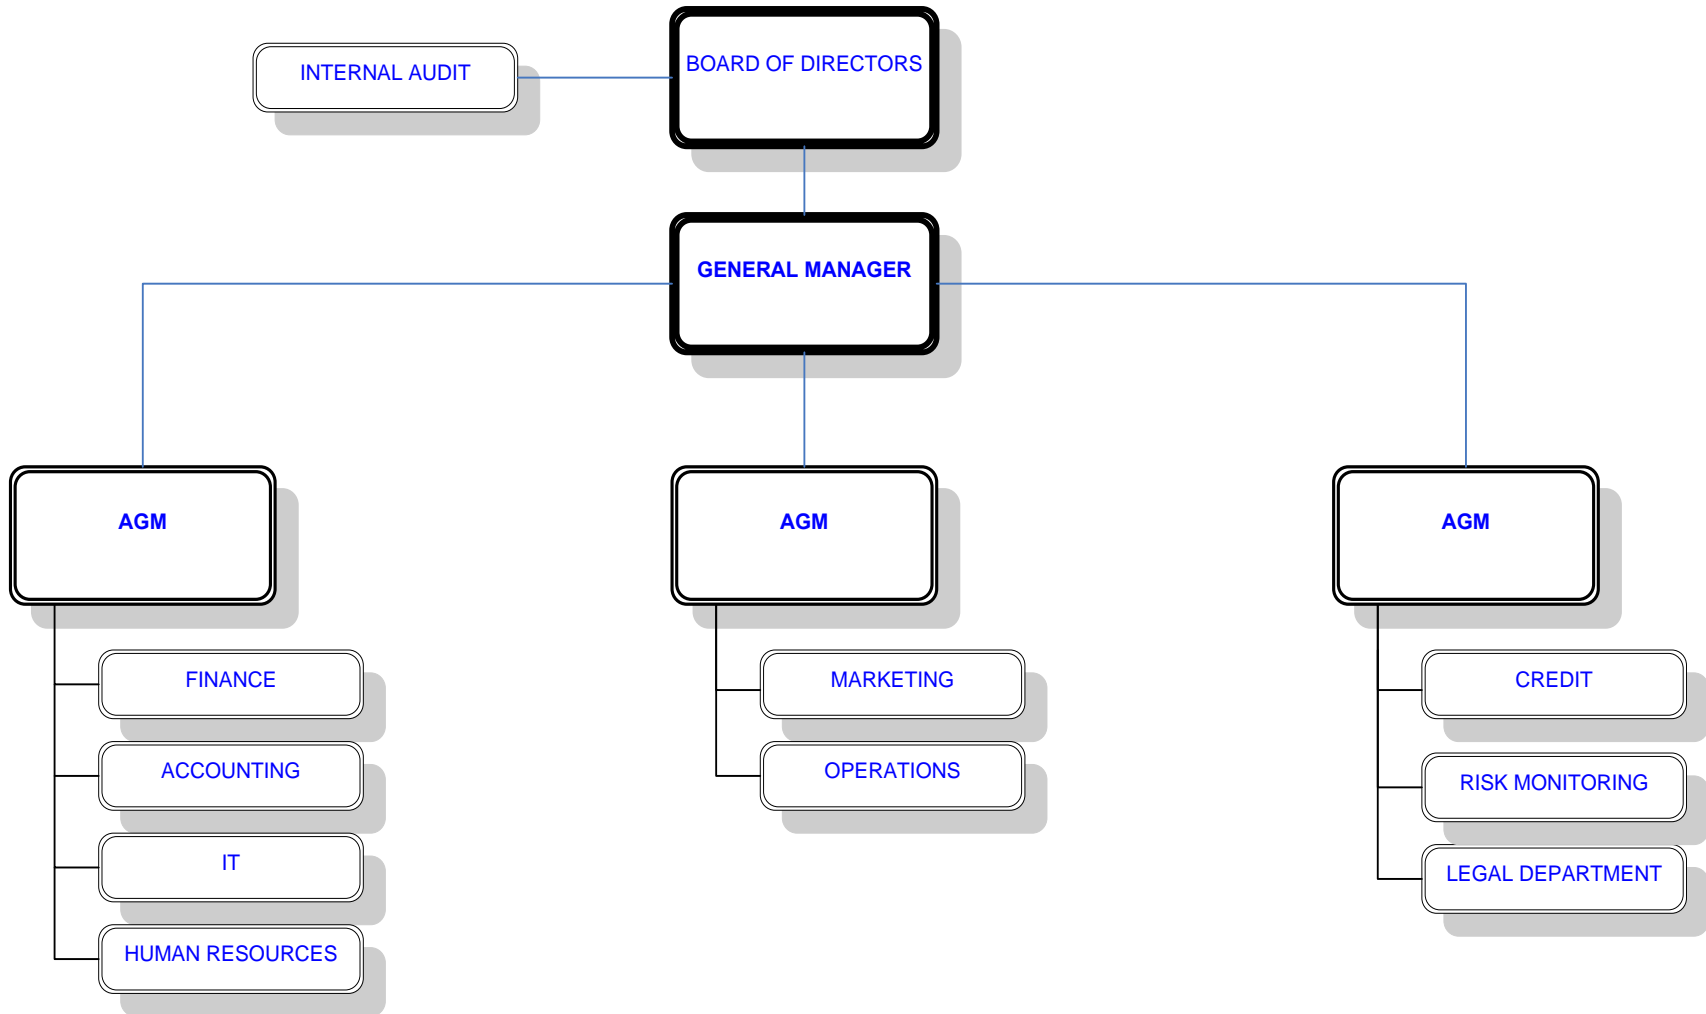 BOARD OF DIRECTORS
INTERNAL AUDIT
GENERAL MANAGER
AGM
AGM
AGM
FINANCE
ACCOUNTING
IT
HUMAN RESOURCES
MARKETING
OPERATIONS
CREDIT
RISK MONITORING
LEGAL DEPARTMENT